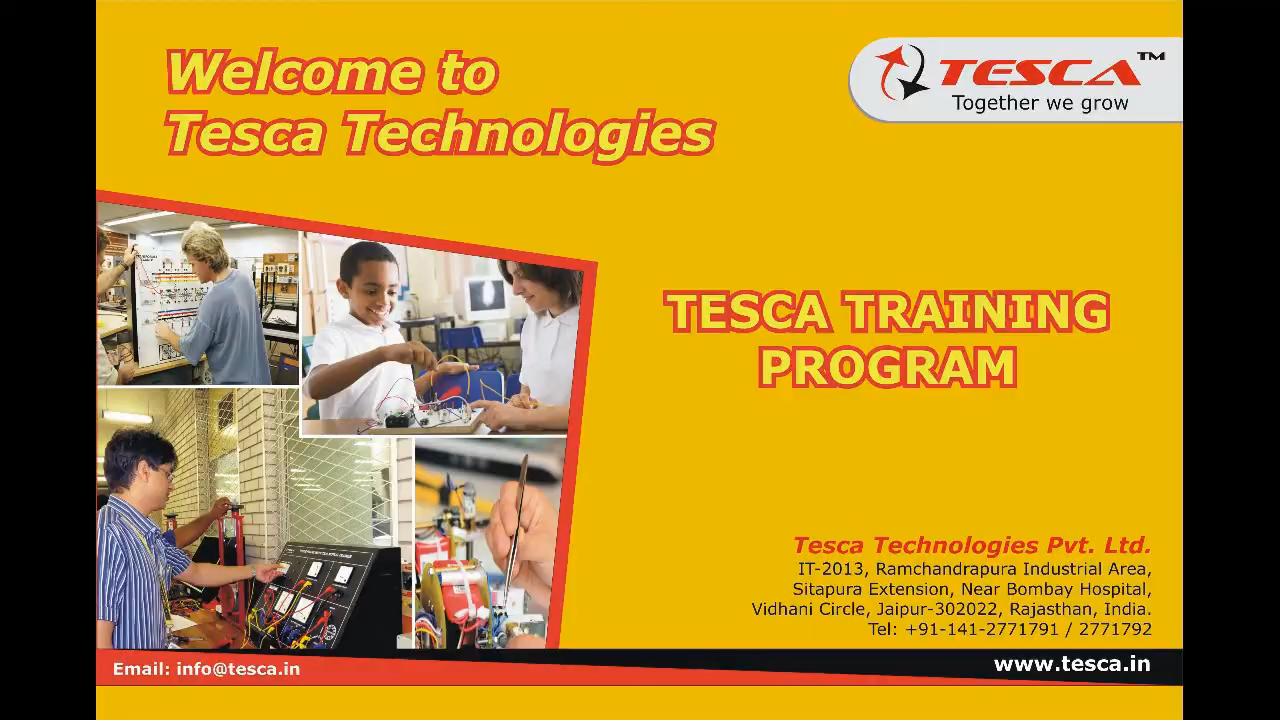 Welcome to
Tesca Technologies
TESCA™
Together we grow
TESCA TRAINING
PROGRAM
Tesca Technologies Pvt. Ltd.
IT-2013, Ramchandrapura Industrial Area,
Sitapura Extension, Near Bombay Hospital,
Vidhani Circle, Jaipur-302022, Rajasthan, India.
Tel: +91-141-2771791 / 2771792
Email: info@tesca.in
www.tesca.in